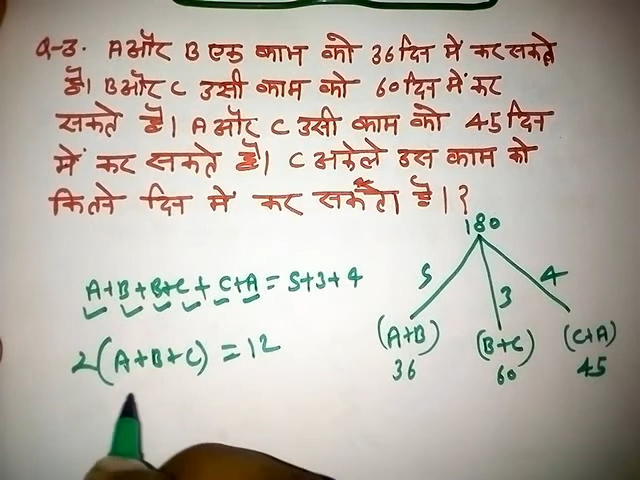 Q-3. A और B एक काम को 36 दिन में कर सकते
है। B और C उसी काम को 60 दिन में कर
सकते है। A और C उसी काम को 45 दिन
में कर सकते है। C अकेले उस काम को
कितने दिन में कर सकता है।?
180
A+B+B+C+C+A=5+3+4
5 3 4
2(A+B+C)=12
(A+B) (B+C) (C+A)
36 60 45